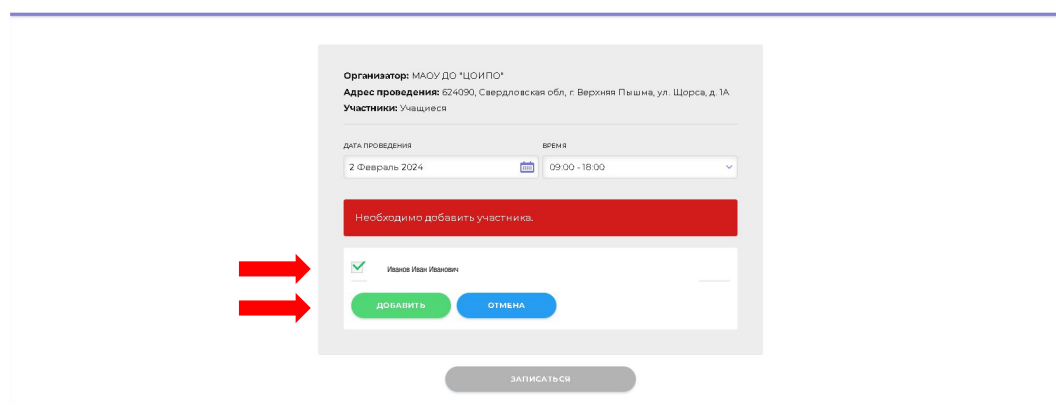 Организатор: МАОУ ДО "ЦОИПО"
Адрес проведения: 624090, Свердловская обл, г. Верхняя Пышма, ул. Щорса, д. 1А
Участники: Учащиеся
ДАТА ПРОВЕДЕНИЯ ВРЕМЯ
2 Февраль 2024 09:00 - 18:00
Необходимо добавить участника.
Иванов Иван Иванович
ДОБАВИТЬ ОТМЕНА
ЗАПИСАТЬСЯ